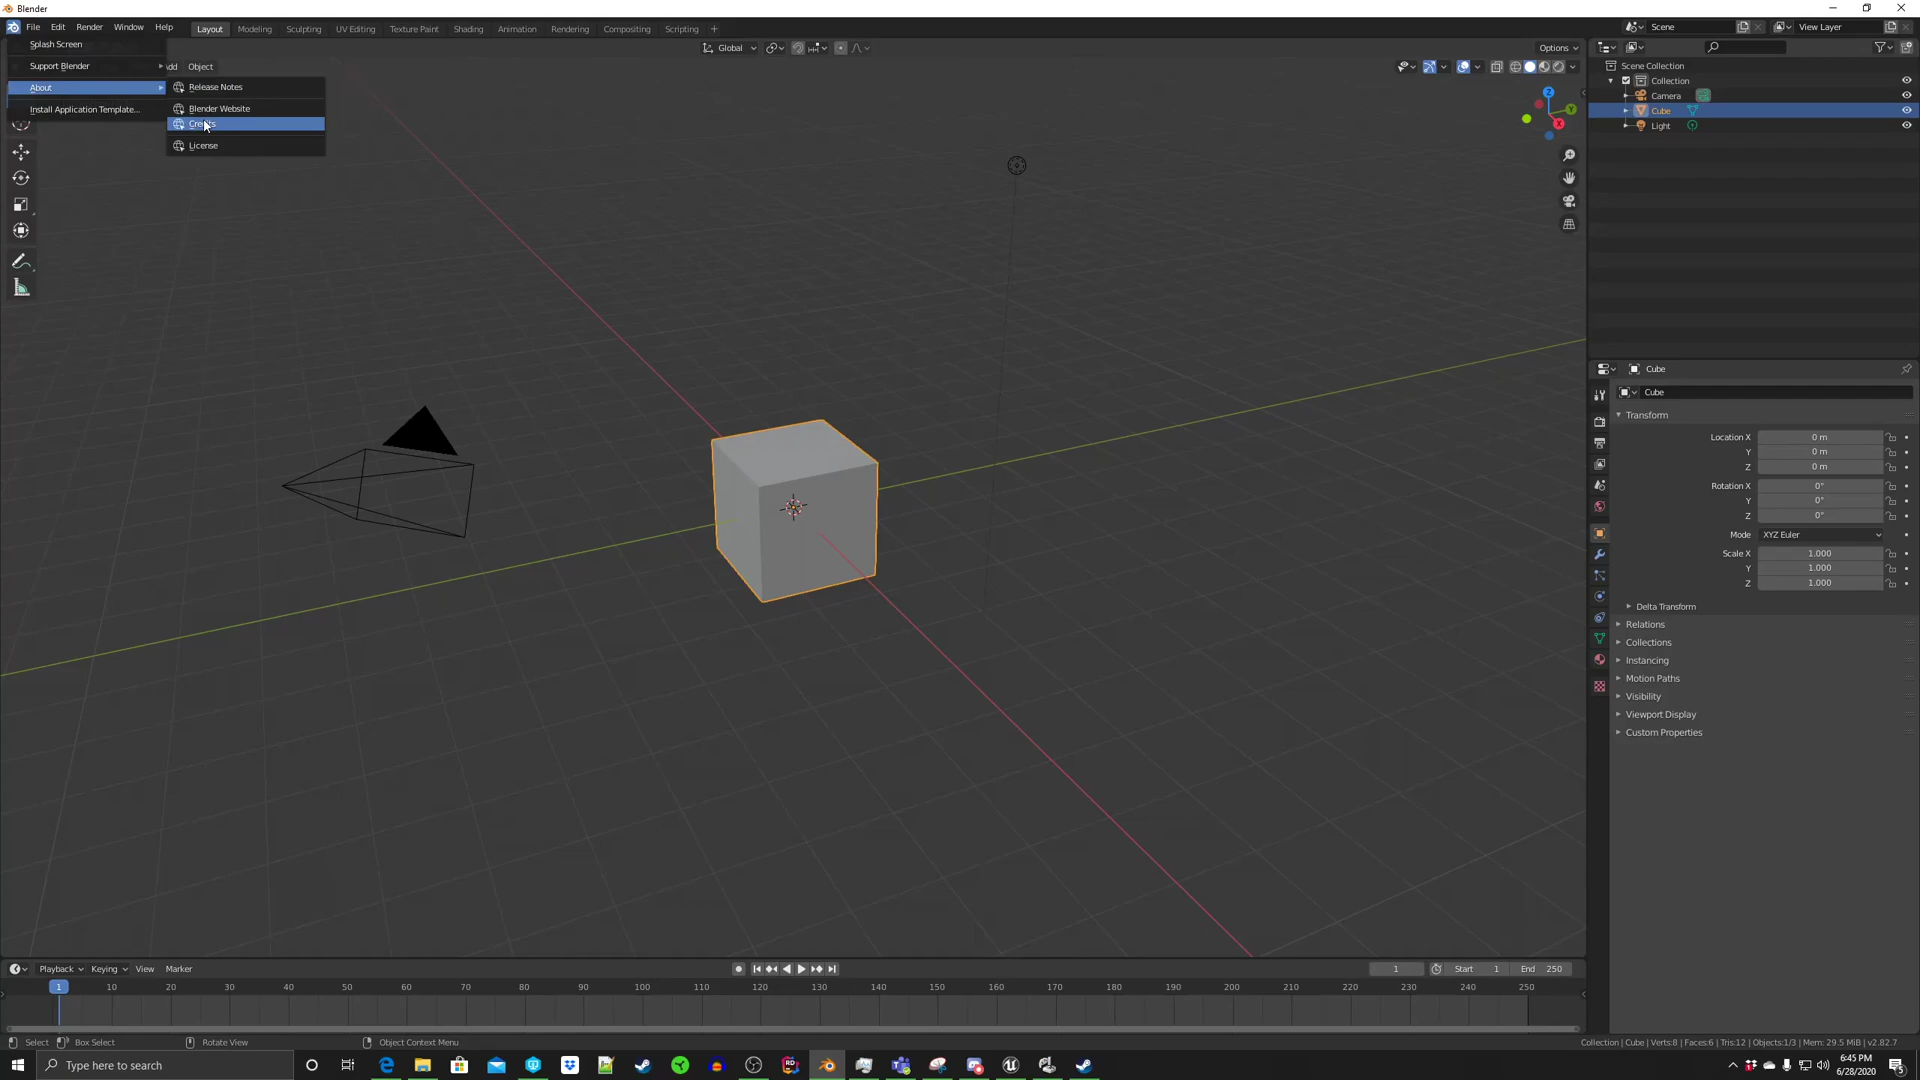 Blender
File Edit Render Window Help Layout Modeling Sculpting UV Editing Texture Paint Shading Animation Rendering Compositing Scripting + Scene View Layer
Splash Screen
Global Options
Support Blender
dd Object
About
Release Notes
Blender Website
Install Application Template...
License
Scene Collection
Collection
Camera
Cube
Light
Z
Y
X
Cube
Cube
Transform
Location X 0 m
Y 0 m
Z 0 m
Rotation X 0°
Y 0°
Z 0°
Mode XYZ Euler
Scale X 1.000
Y 1.000
Z 1.000
Delta Transform
Relations
Collections
Instancing
Motion Paths
Visibility
Viewport Display
Custom Properties
Playback Keying View Marker 1 Start 1 End 250
1 10 20 30 40 50 60 70 80 90 100 110 120 130 140 150 160 170 180 190 200 210 220 230 240 250
Select Box Select Rotate View Object Context Menu Collection | Cube | Verts:8 | Faces:6 | Tris:12 | Objects:1/3 | Mem: 29.5 MiB | v2.82.7
Type here to search
6:45 PM
6/28/2020